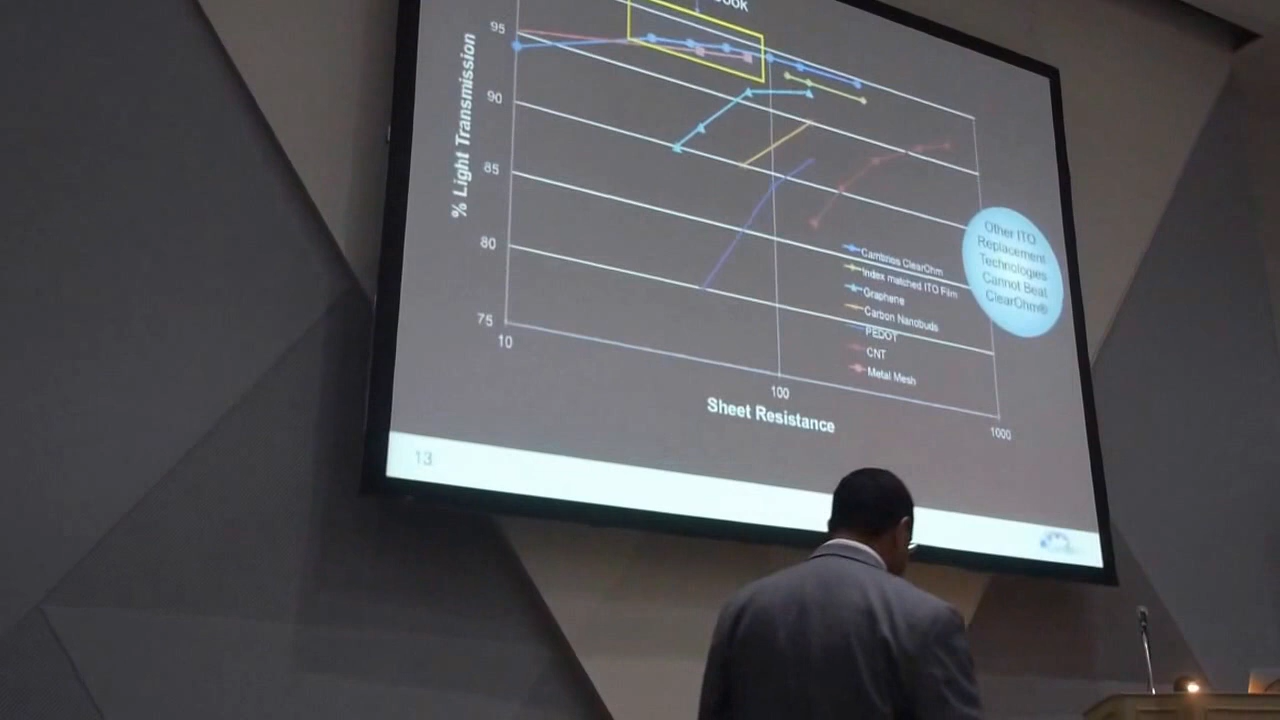 ook
95
90
85
80
75
% Light Transmission
10
100
1000
Sheet Resistance
Cambrios ClearOhm
Index matched ITO Film
Graphene
Carbon Nanobuds
PEDOT
CNT
Metal Mesh
Other ITO
Replacement
Technologies
Cannot Beat
ClearOhm®
13